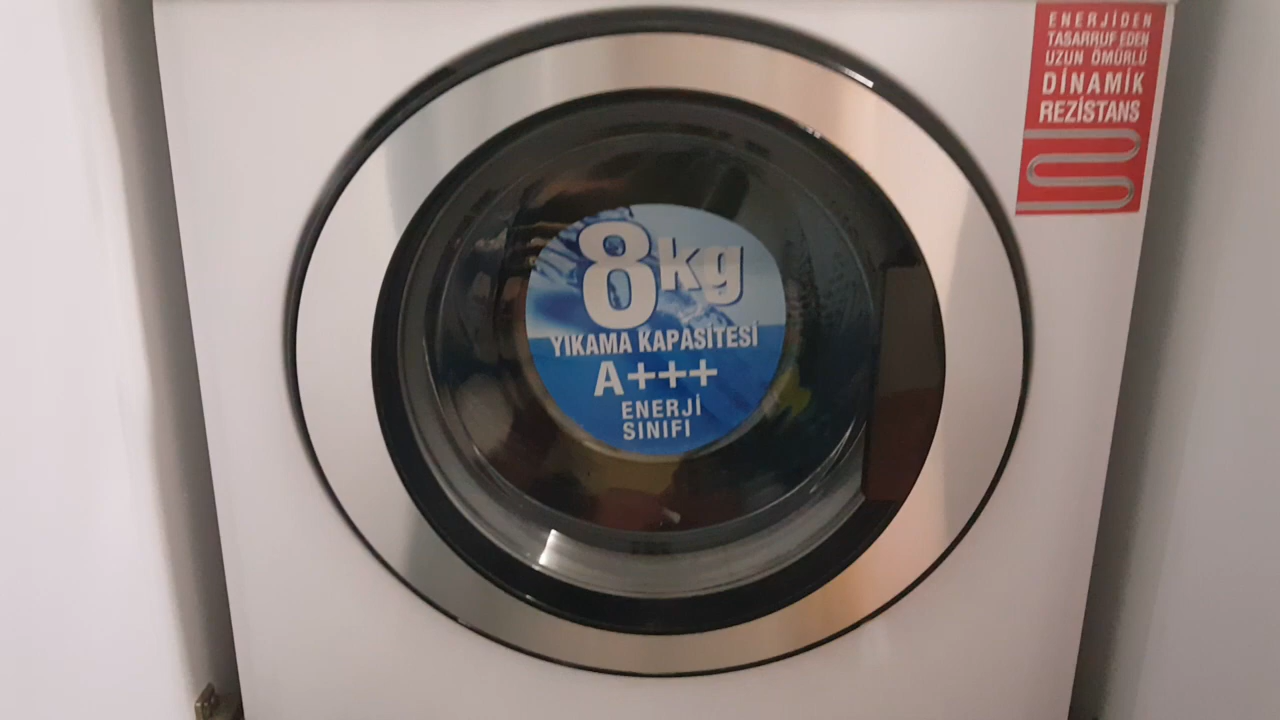 ENERJİDEN
TASARRUF EDEN
UZUN ÖMÜRLÜ
DİNAMİK
REZİSTANS
8kg
YIKAMA KAPASİTESİ
A+++
ENERJİ
SINIFI